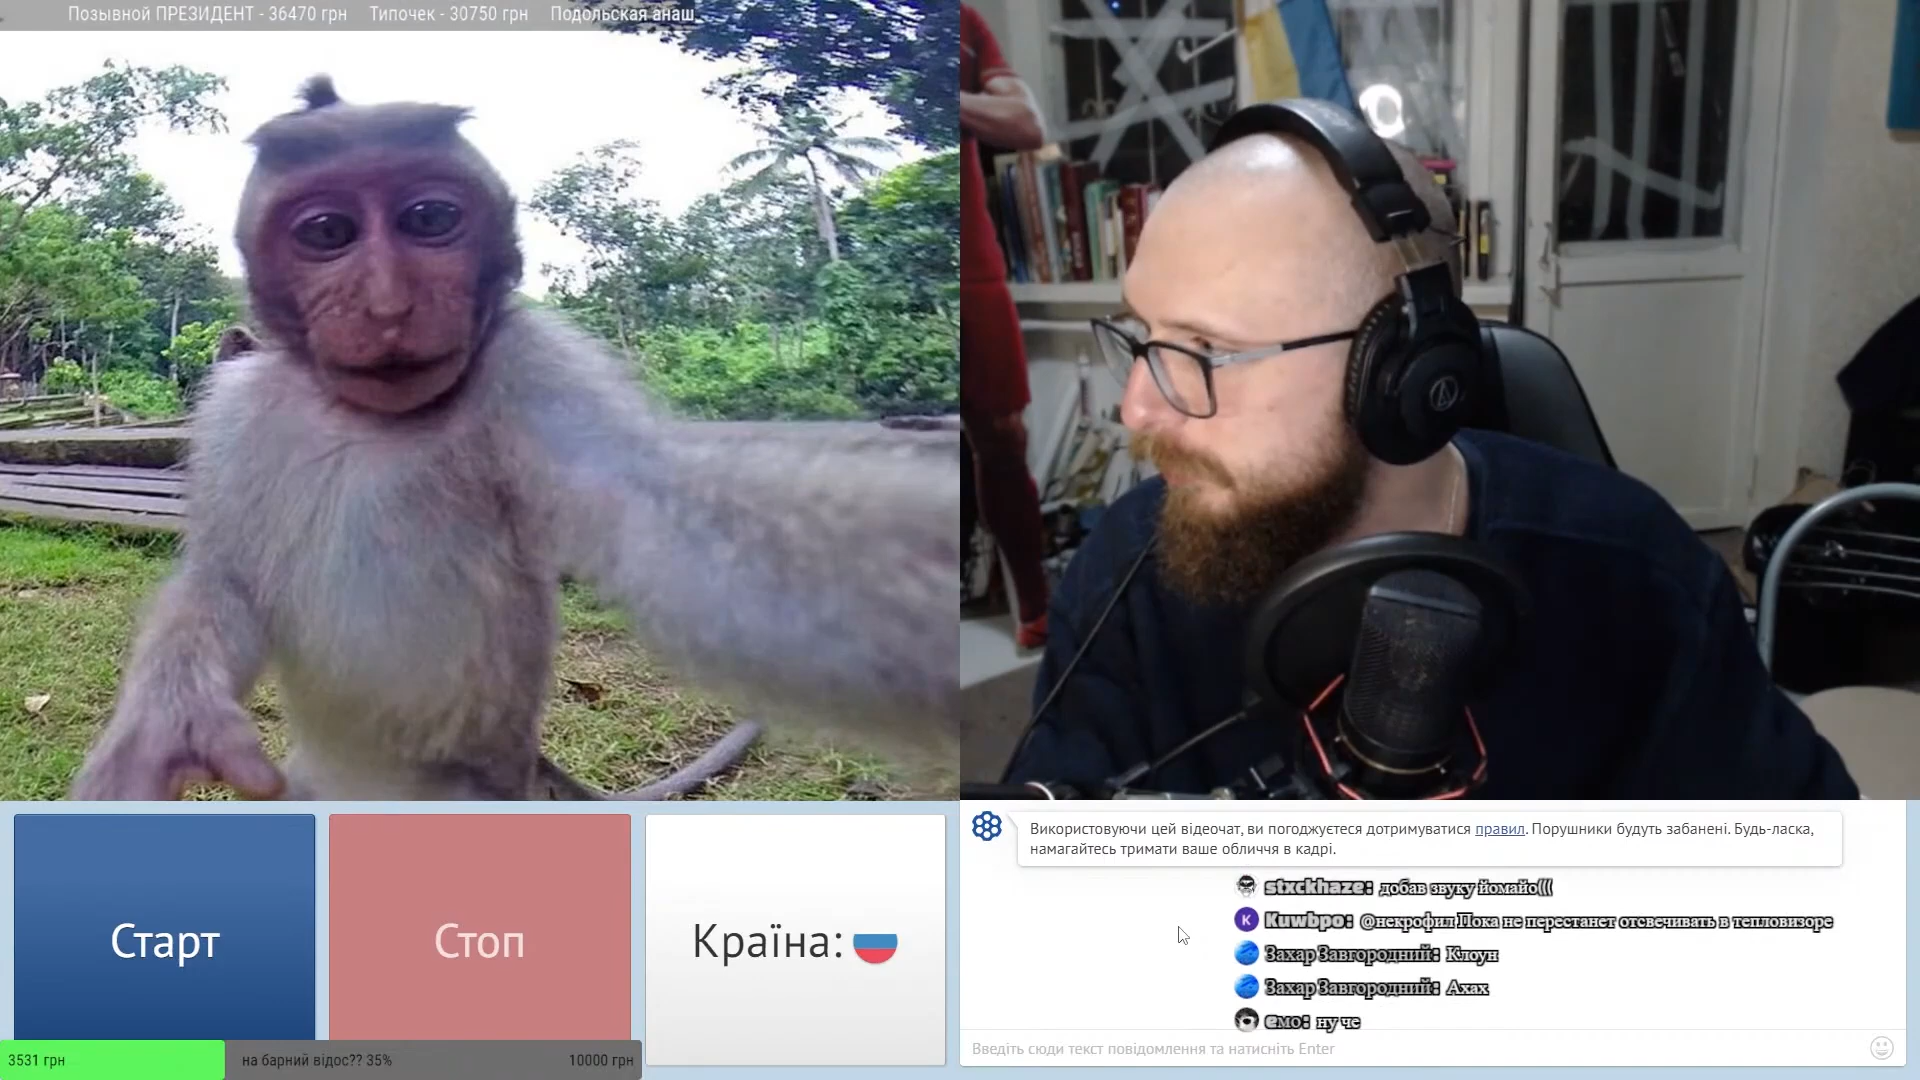 Позывной ПРЕЗИДЕНТ - 36470 грн Типочек - 30750 грн Подольская анаш
Старт
Стоп
Країна:
3531 грн
на барний відос?? 35%
10000 грн
Використовуючи цей відеочат, ви погоджуєтеся дотримуватися правил. Порушники будуть забанені. Будь-ласка,
намагайтесь тримати ваше обличчя в кадрі.
stxckhaze: добав звуку йомайо(((
K Kuwbpo: @некрофил Пока не перестанет отсвечивать в тепловизоре
Захар Завгородний: Клоун
Захар Завгородний: Ахах
емо: ну че
Введіть сюди текст повідомлення та натисніть Enter